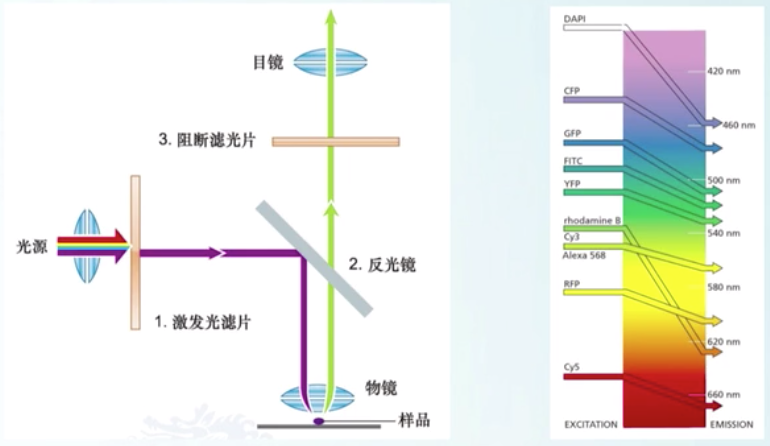 目镜
3. 阻断滤光片
光源
2. 反光镜
1. 激发光滤片
物镜
样品
DAPI
420 nm
CFP
460 nm
GFP
500 nm
FITC
YFP
rhodamine B
540 nm
Cy3
Alexa 568
RFP
580 nm
620 nm
Cy5
660 nm
EXCITATION
EMISSION